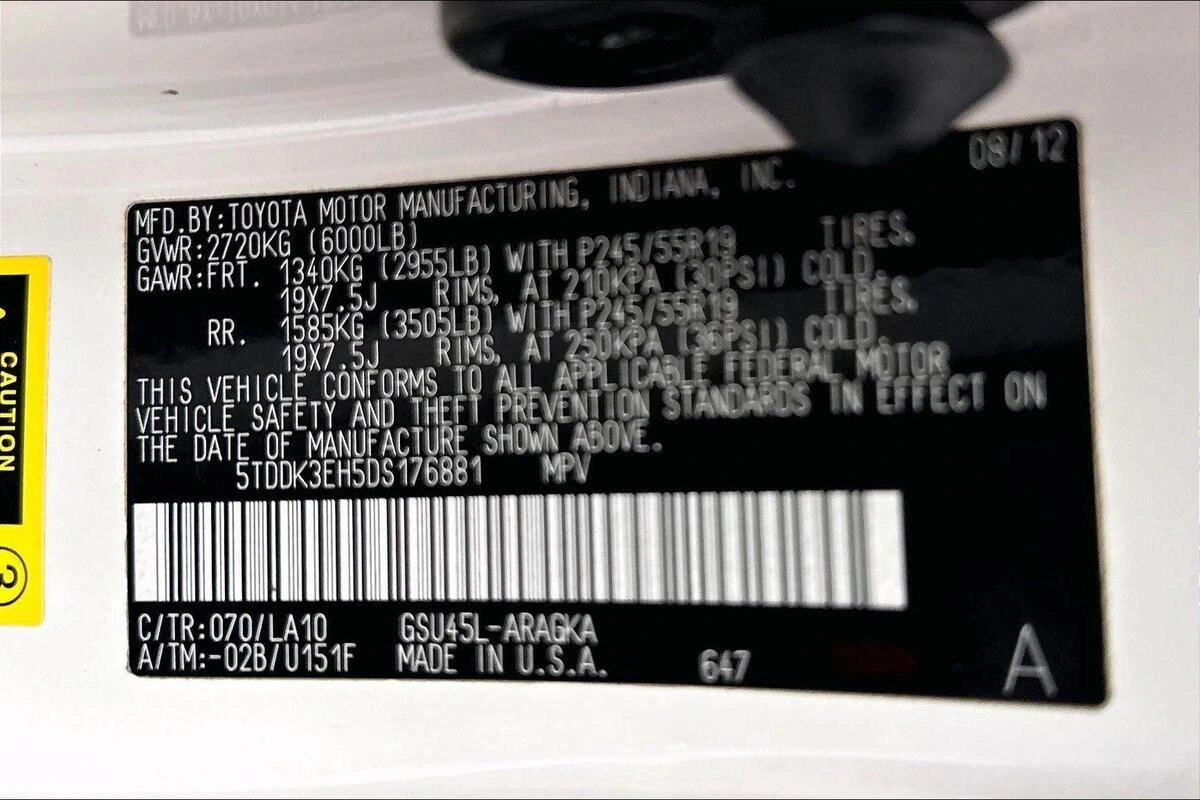 08/12
MFD.BY:TOYOTA MOTOR MANUFACTURING, INDIANA, INC.
GVWR:2720KG (6000LB)
GAWR:FRT. 1340KG (2955LB) WITH P245/55R19 TIRES,
19X7.5J RIMS, AT 210KPA (30PSI) COLD.
RR. 1585KG (3505LB) WITH P245/55R19 TIRES,
19X7.5J RIMS, AT 250KPA (36PSI) COLD.
THIS VEHICLE CONFORMS TO ALL APPLICABLE FEDERAL MOTOR
VEHICLE SAFETY AND THEFT PREVENTION STANDARDS IN EFFECT ON
THE DATE OF MANUFACTURE SHOWN ABOVE.
5TDDK3EH5DS176881 MPV
C/TR:070/LA10 GSU45L-ARAGKA
A/TM:-02B/U151F MADE IN U.S.A. 647
A
CAUTION
3